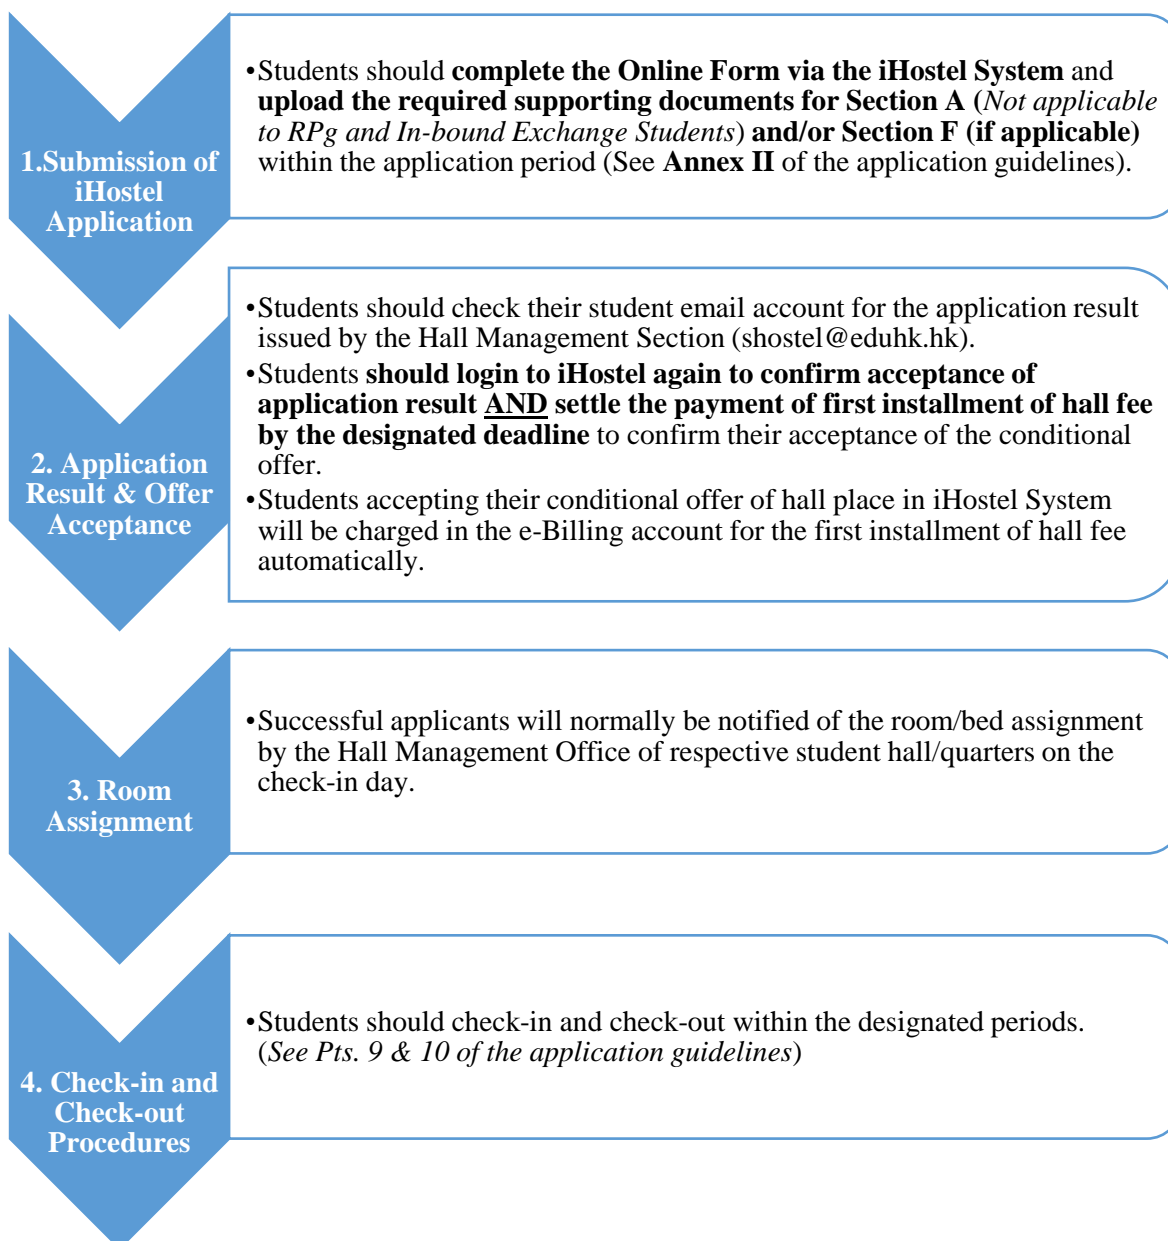 1.Submission of
iHostel
Application
•Students should complete the Online Form via the iHostel System and
upload the required supporting documents for Section A (Not applicable
to RPg and In-bound Exchange Students) and/or Section F (if applicable)
within the application period (See Annex II of the application guidelines).
2. Application
Result & Offer
Acceptance
•Students should check their student email account for the application result
issued by the Hall Management Section (shostel@eduhk.hk).
•Students should login to iHostel again to confirm acceptance of
application result AND settle the payment of first installment of hall fee
by the designated deadline to confirm their acceptance of the conditional
offer.
•Students accepting their conditional offer of hall place in iHostel System
will be charged in the e-Billing account for the first installment of hall fee
automatically.
3. Room
Assignment
•Successful applicants will normally be notified of the room/bed assignment
by the Hall Management Office of respective student hall/quarters on the
check-in day.
4. Check-in and
Check-out
Procedures
•Students should check-in and check-out within the designated periods.
(See Pts. 9 & 10 of the application guidelines)